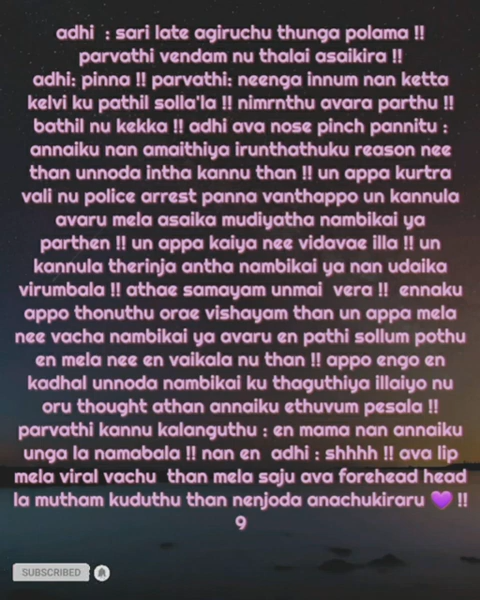 adhi  : sari late agiruchu thunga polama !!
parvathi vendam nu thalai asaikira !!
adhi: pinna !! parvathi: neenga innum nan ketta
kelvi ku pathil solla'la !! nimrnthu avara parthu !!
bathil nu kekka !! adhi ava nose pinch pannitu :
annaiku nan amaithiya irunthathuku reason nee
than unnoda intha kannu than !! un appa kurtra
vali nu police arrest panna vanthappo un kannula
avaru mela asaika mudiyatha nambikai ya
parthen !! un appa kaiya nee vidavae illa !! un
kannula therinja antha nambikai ya nan udaika
virumbala !! athae samayam unmai  vera !!  ennaku
appo thonuthu orae vishayam than un appa mela
nee vacha nambikai ya avaru en pathi sollum pothu
en mela nee en vaikala nu than !! appo engo en
kadhal unnoda nambikai ku thaguthiya illaiyo nu
oru thought athan annaiku ethuvum pesala !!
parvathi kannu kalanguthu : en mama nan annaiku
unga la namabala !! nan en  adhi : shhhh !! ava lip
mela viral vachu  than mela saju ava forehead head
la mutham kuduthu than nenjoda anachukiraru 💜 !!
9
SUBSCRIBED